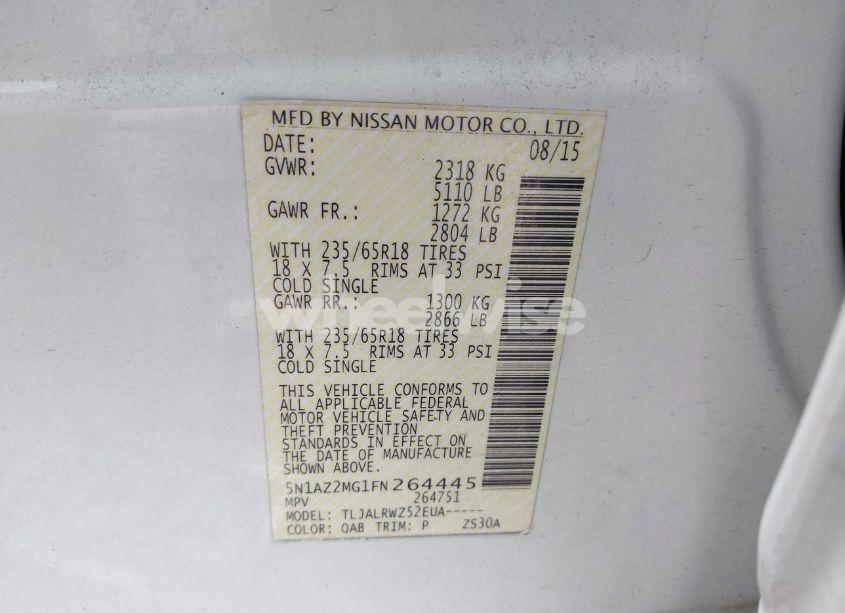 MFD BY NISSAN MOTOR CO., LTD.
DATE: 08/15
GVWR: 2318 KG
5110 LB
GAWR FR.: 1272 KG
2804 LB
WITH 235/65R18 TIRES
18 X 7.5 RIMS AT 33 PSI
COLD SINGLE
GAWR RR.: 1300 KG
2866 LB
WITH 235/65R18 TIRES
18 X 7.5 RIMS AT 33 PSI
COLD SINGLE
THIS VEHICLE CONFORMS TO
ALL APPLICABLE FEDERAL
MOTOR VEHICLE SAFETY AND
THEFT PREVENTION
STANDARDS IN EFFECT ON
THE DATE OF MANUFACTURE
SHOWN ABOVE.
5N1AZ2MG1FN264445
MPV 264751
MODEL: TLJALRWZ52EUA-----
COLOR: QAB TRIM: P ZS30A
wheelwise